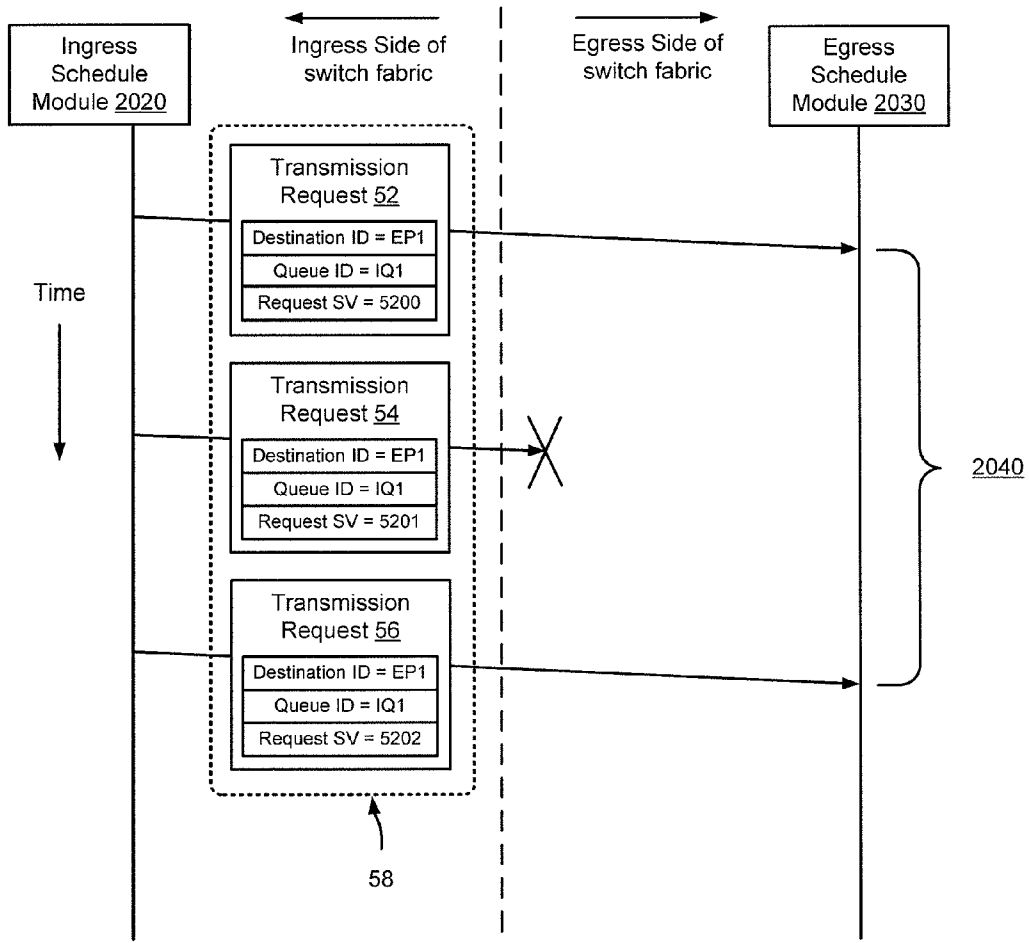 Ingress
Schedule
Module 2020
Ingress Side of
switch fabric
Egress Side of
switch fabric
Egress
Schedule
Module 2030
Time
Transmission
Request 52
Destination ID = EP1
Queue ID = IQ1
Request SV = 5200
Transmission
Request 54
Destination ID = EP1
Queue ID = IQ1
Request SV = 5201
Transmission
Request 56
Destination ID = EP1
Queue ID = IQ1
Request SV = 5202
2040
58